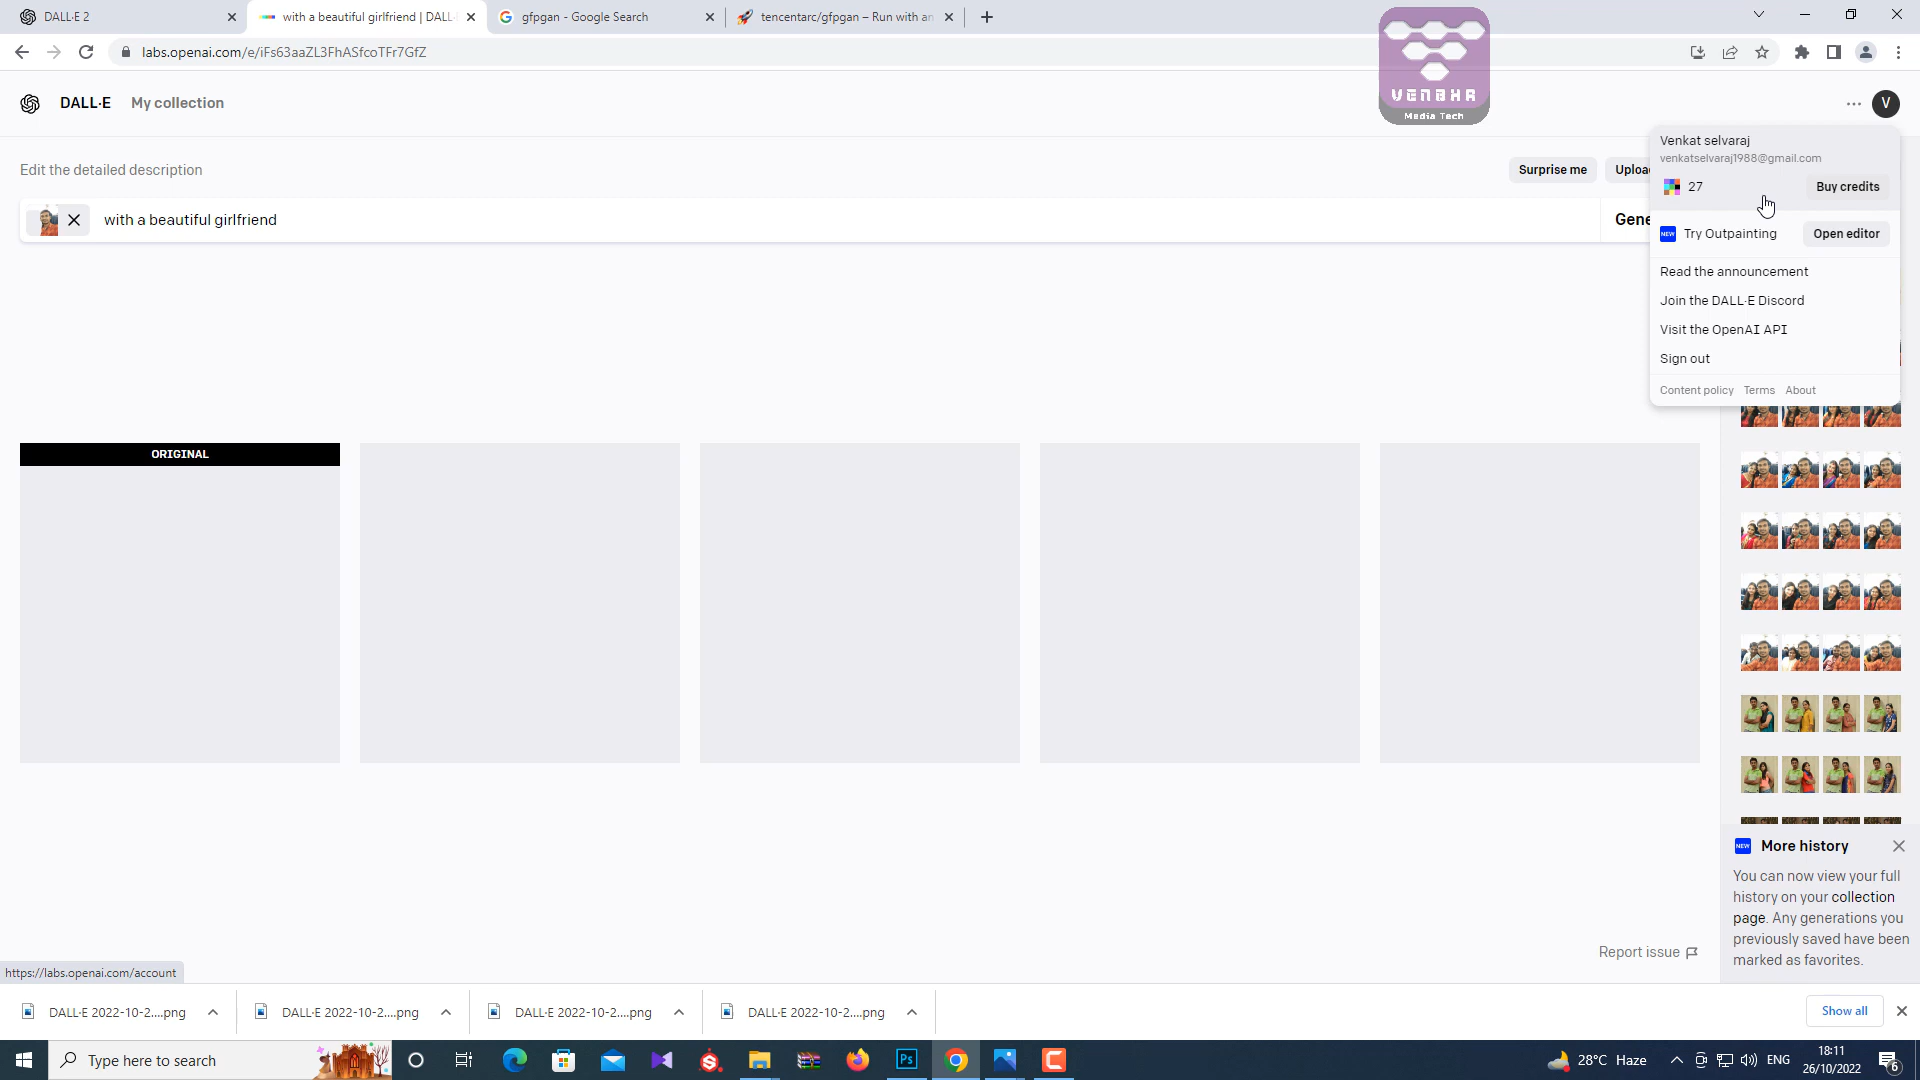 DALL·E 2
with a beautiful girlfriend | DALL·
gfpgan - Google Search
tencentarc/gfpgan – Run with an
labs.openai.com/e/iFs63aaZL3FhASfcoTFr7GfZ
VENBHA
Media Tech
DALL·E
My collection
V
Edit the detailed description
Surprise me
Uploa
with a beautiful girlfriend
Gene
Venkat selvaraj
venkatselvaraj1988@gmail.com
27
Buy credits
NEW
Try Outpainting
Open editor
Read the announcement
Join the DALL·E Discord
Visit the OpenAI API
Sign out
Content policy
Terms
About
ORIGINAL
NEW
More history
You can now view your full
history on your collection
page. Any generations you
previously saved have been
marked as favorites.
Report issue
https://labs.openai.com/account
DALL·E 2022-10-2....png
DALL·E 2022-10-2....png
DALL·E 2022-10-2....png
DALL·E 2022-10-2....png
Show all
Type here to search
Ps
28°C Haze
ENG
18:11
26/10/2022
6